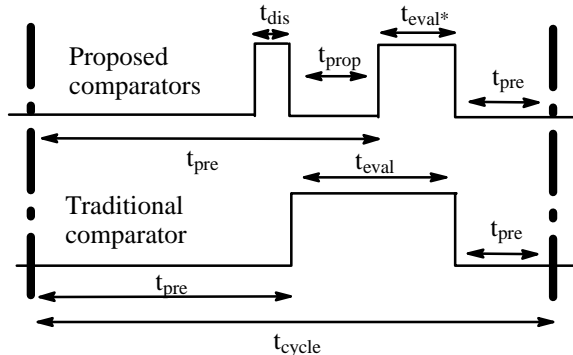 t_dis
t_eval*
Proposed
comparators
t_prop
t_pre
t_pre
t_eval
Traditional
comparator
t_pre
t_pre
t_cycle